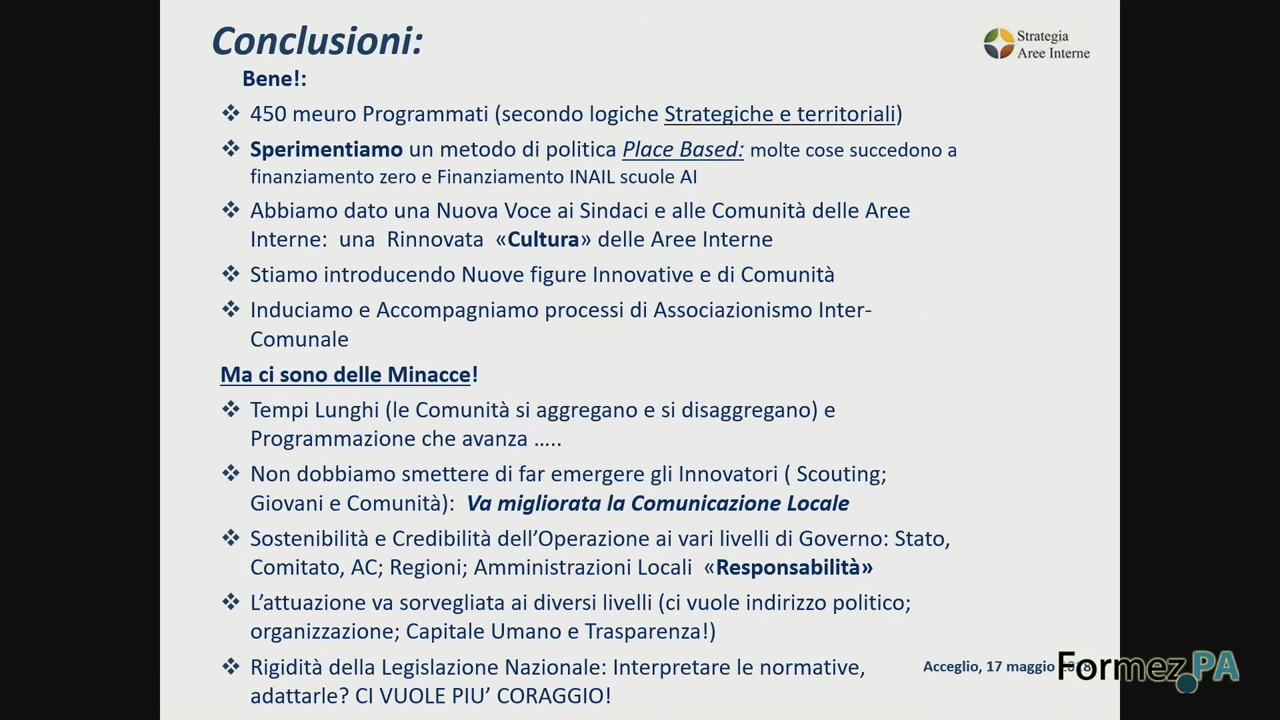 Conclusioni:
Strategia
Aree Interne
Bene!:
❖ 450 meuro Programmati (secondo logiche Strategiche e territoriali)
❖ Sperimentiamo un metodo di politica Place Based: molte cose succedono a
finanziamento zero e Finanziamento INAIL scuole AI
❖ Abbiamo dato una Nuova Voce ai Sindaci e alle Comunità delle Aree
Interne: una Rinnovata «Cultura» delle Aree Interne
❖ Stiamo introducendo Nuove figure Innovative e di Comunità
❖ Induciamo e Accompagniamo processi di Associazionismo Inter-
Comunale
Ma ci sono delle Minacce!
❖ Tempi Lunghi (le Comunità si aggregano e si disaggregano) e
Programmazione che avanza …..
❖ Non dobbiamo smettere di far emergere gli Innovatori ( Scouting;
Giovani e Comunità): Va migliorata la Comunicazione Locale
❖ Sostenibilità e Credibilità dell’Operazione ai vari livelli di Governo: Stato,
Comitato, AC; Regioni; Amministrazioni Locali «Responsabilità»
❖ L’attuazione va sorvegliata ai diversi livelli (ci vuole indirizzo politico;
organizzazione; Capitale Umano e Trasparenza!)
❖ Rigidità della Legislazione Nazionale: Interpretare le normative,
adattarle? CI VUOLE PIU’ CORAGGIO!
Acceglio, 17 maggio
Formez.PA